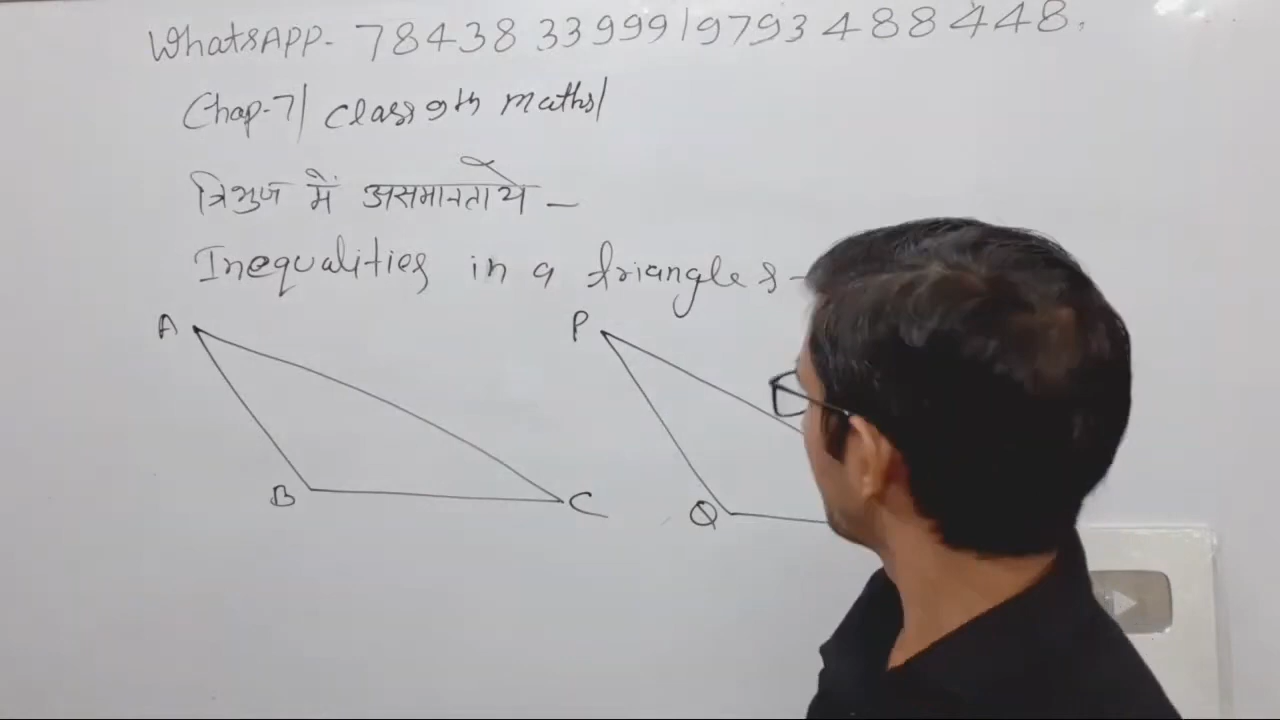 WhatsAPP- 7843833999/9793488448,
Chap-7/ Class 9th maths/
त्रिभुज में असमानतायें –
Inequalities in a triangles-
A P
B C Q